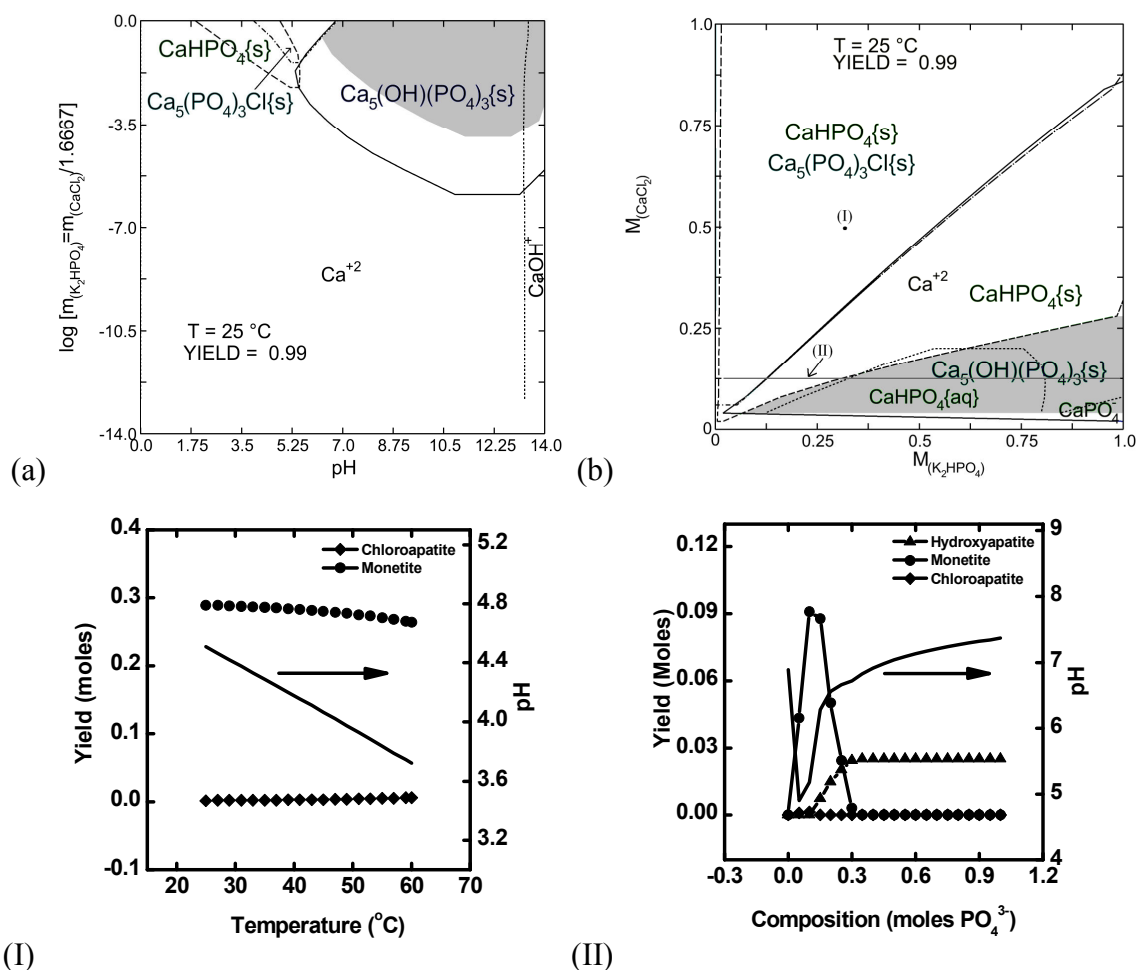 0.0
-3.5
-7.0
-10.5
-14.0
log [m(K₂HPO₄)=m(CaCl₂)/1.6667]
CaHPO₄{s}
Ca₅(PO₄)₃Cl{s}
Ca₅(OH)(PO₄)₃{s}
Ca⁺²
CaOH⁺
T = 25 °C
YIELD = 0.99
0.0 1.75 3.5 5.25 7.0 8.75 10.5 12.25 14.0
pH
(a)
1.0
0.75
0.5
0.25
0
M(CaCl₂)
T = 25 °C
YIELD = 0.99
CaHPO₄{s}
Ca₅(PO₄)₃Cl{s}
(I)
Ca⁺²
CaHPO₄{s}
(II)
Ca₅(OH)(PO₄)₃{s}
CaHPO₄{aq}
CaPO₄⁻
0 0.25 0.5 0.75 1.0
M(K₂HPO₄)
(b)
0.4
0.3
0.2
0.1
0.0
-0.1
Yield (moles)
Chloroapatite
Monetite
5.2
4.8
4.4
4.0
3.6
3.2
pH
20 30 40 50 60 70
Temperature (°C)
(I)
0.12
0.09
0.06
0.03
0.00
Yield (Moles)
Hydroxyapatite
Monetite
Chloroapatite
9
8
7
6
5
4
pH
-0.3 0.0 0.3 0.6 0.9 1.2
Composition (moles PO₄³⁻)
(II)